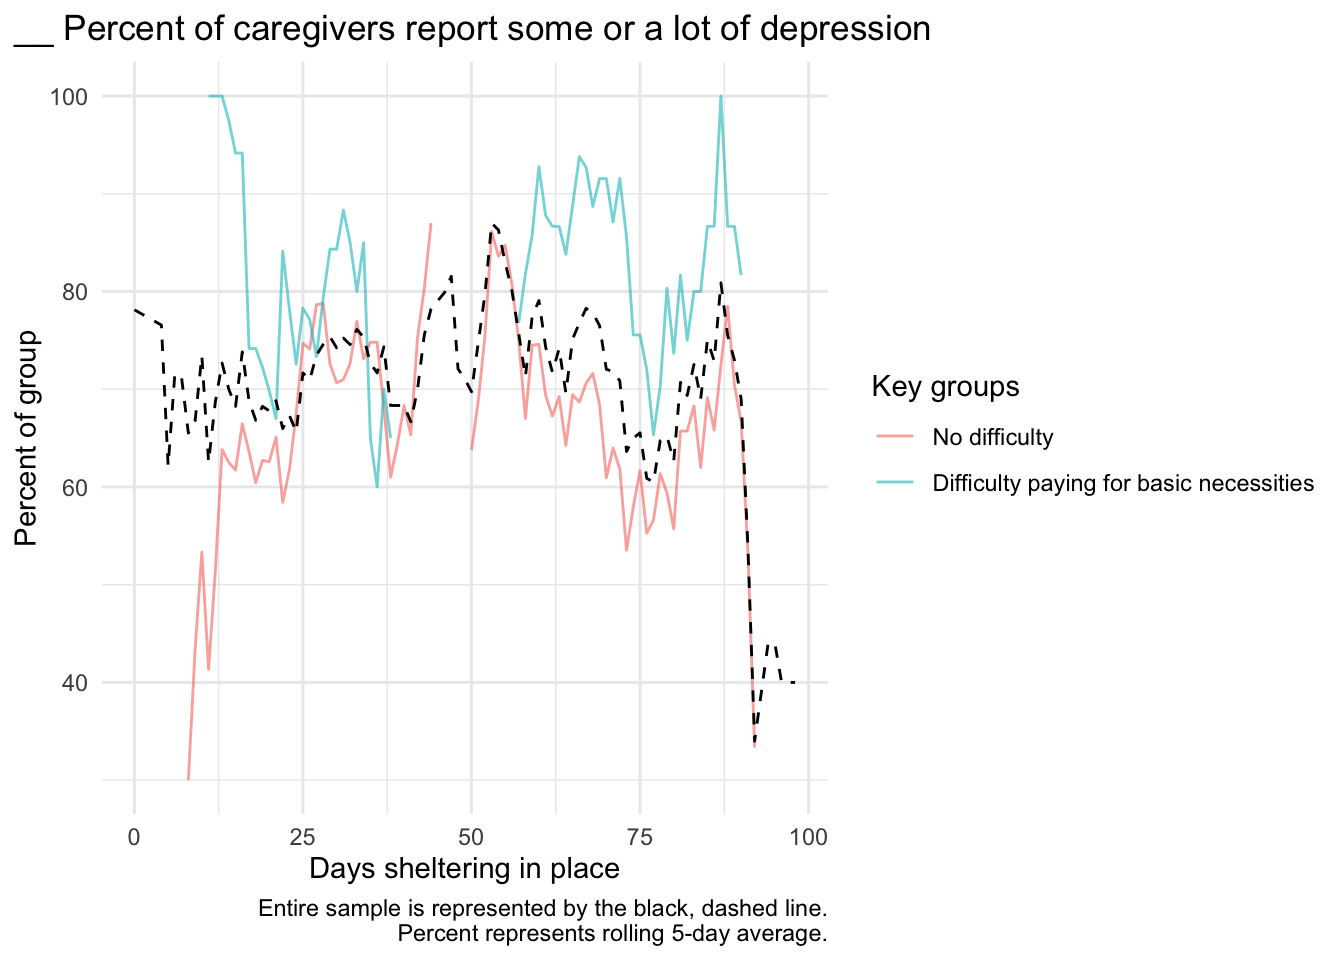 __ Percent of caregivers report some or a lot of depression
100
80
60
40
Percent of group
0 25 50 75 100
Days sheltering in place
Key groups
No difficulty
Difficulty paying for basic necessities
Entire sample is represented by the black, dashed line.
Percent represents rolling 5-day average.